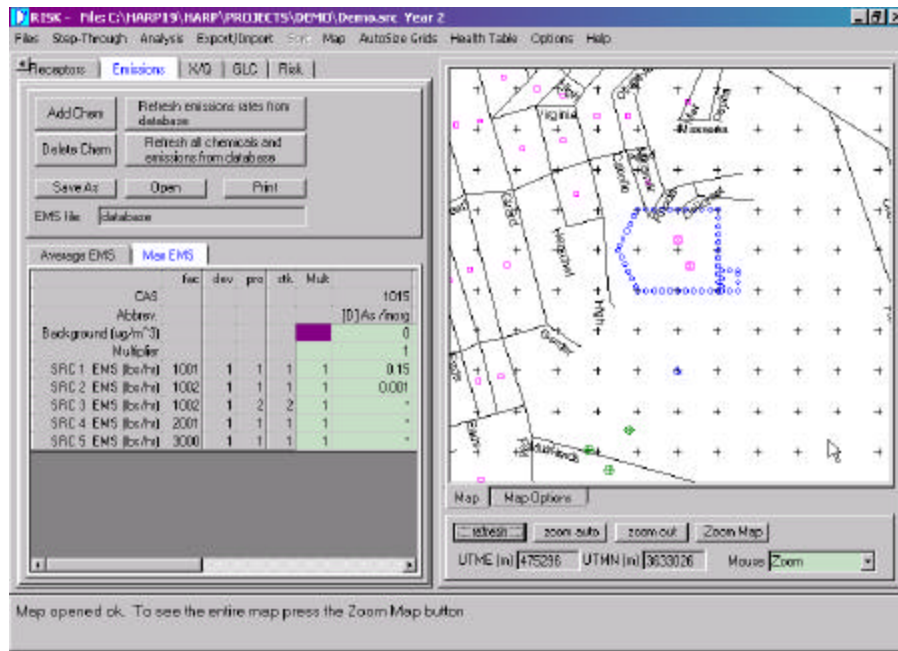 RISK - File: C:\HARP19\HARP\PROJECTS\DEMO\Demo.src Year 2
Files Step-Through Analysis Export/Import Sort Map AutoSize Grids Health Table Options Help
Receptors Emissions X/Q GLC Risk
Add Chem
Refresh emissions rates from
database
Delete Chem
Refresh all chemicals and
emissions from database
Save As Open Print
EMS file database
Average EMS Max EMS
fac dev pro stk Mult
CAS 1015
Abbrev. [D]As /inorg
Background (ug/m^3) 0
Multiplier 1
SRC 1 EMS (lbs/hr) 1001 1 1 1 1 0.15
SRC 2 EMS (lbs/hr) 1002 1 1 1 1 0.001
SRC 3 EMS (lbs/hr) 1002 1 2 2 1 *
SRC 4 EMS (lbs/hr) 2001 1 1 1 1 *
SRC 5 EMS (lbs/hr) 3000 1 1 1 1 *
Virginia
Map Map Options
refresh zoom auto zoom out Zoom Map
UTME (m) 475296 UTMN (m) 3633026 Mouse Zoom
Map opened ok. To see the entire map press the Zoom Map button